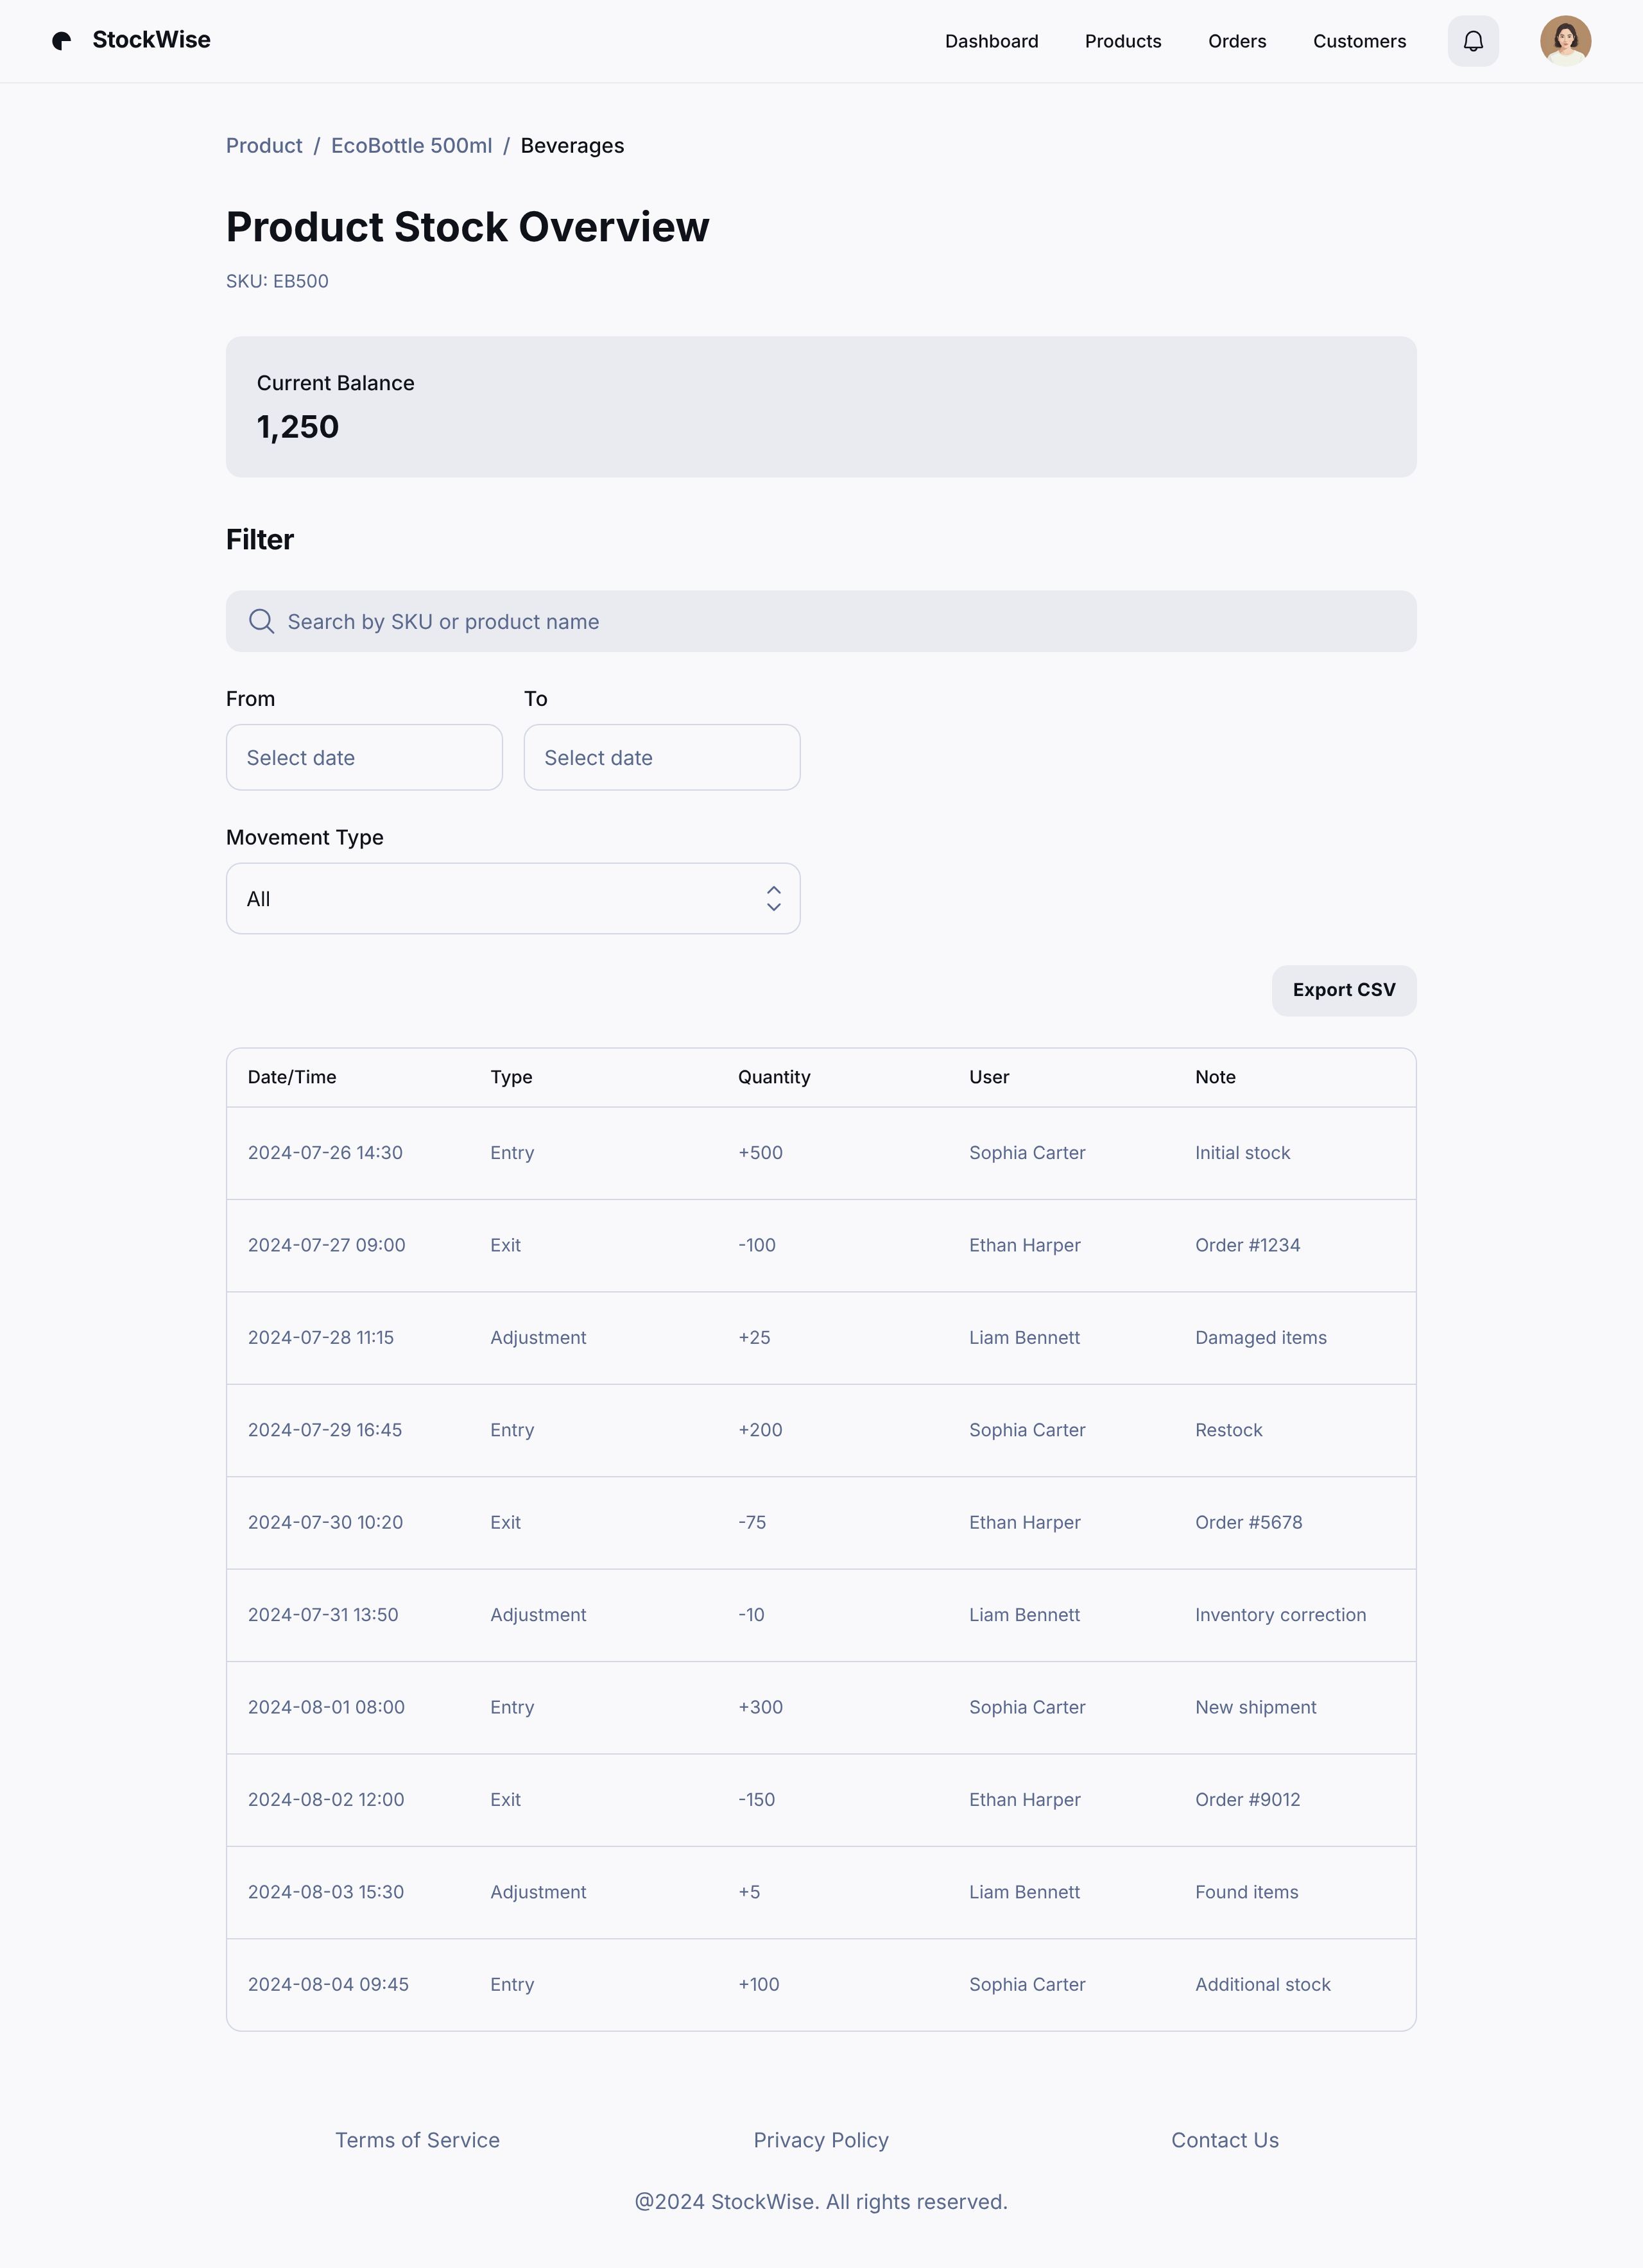 StockWise
Dashboard Products Orders Customers
Product / EcoBottle 500ml / Beverages
Product Stock Overview
SKU: EB500
Current Balance
1,250
Filter
Search by SKU or product name
From To
Select date Select date
Movement Type
All
Export CSV
Date/Time Type Quantity User Note
2024-07-26 14:30 Entry +500 Sophia Carter Initial stock
2024-07-27 09:00 Exit -100 Ethan Harper Order #1234
2024-07-28 11:15 Adjustment +25 Liam Bennett Damaged items
2024-07-29 16:45 Entry +200 Sophia Carter Restock
2024-07-30 10:20 Exit -75 Ethan Harper Order #5678
2024-07-31 13:50 Adjustment -10 Liam Bennett Inventory correction
2024-08-01 08:00 Entry +300 Sophia Carter New shipment
2024-08-02 12:00 Exit -150 Ethan Harper Order #9012
2024-08-03 15:30 Adjustment +5 Liam Bennett Found items
2024-08-04 09:45 Entry +100 Sophia Carter Additional stock
Terms of Service Privacy Policy Contact Us
@2024 StockWise. All rights reserved.